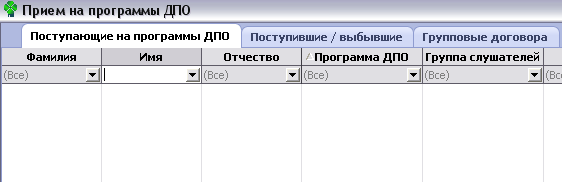 Прием на программы ДПО
Поступающие на программы ДПО Поступившие / выбывшие Групповые договора
Фамилия Имя Отчество Программа ДПО Группа слушателей
(Все) (Все) (Все) (Все) (Все